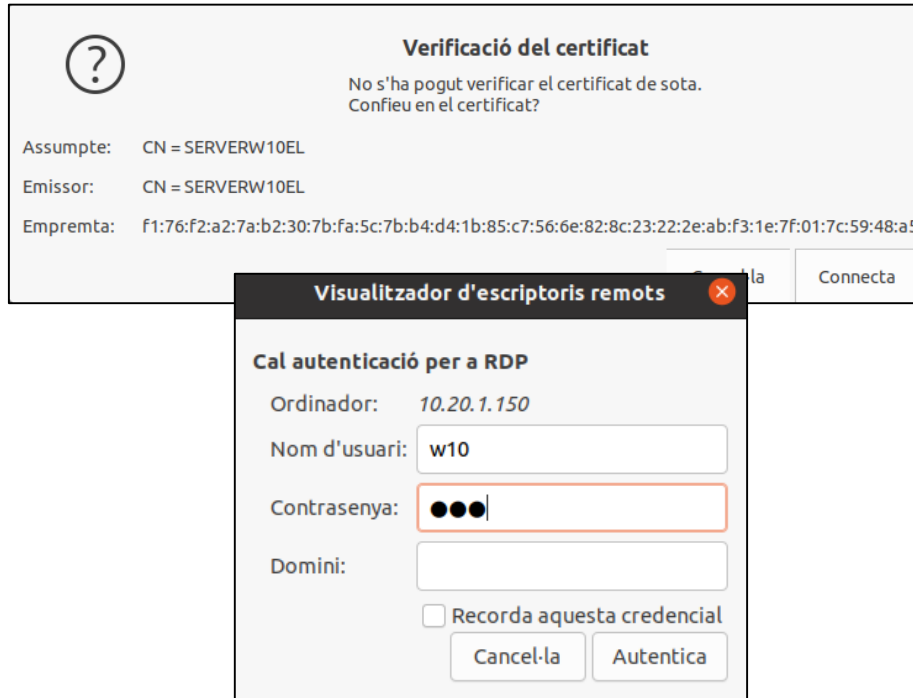 Verificació del certificat
No s'ha pogut verificar el certificat de sota.
Confieu en el certificat?
Assumpte: CN = SERVERW10EL
Emissor: CN = SERVERW10EL
Empremta: f1:76:f2:a2:7a:b2:30:7b:fa:5c:7b:b4:d4:1b:85:c7:56:6e:82:8c:23:22:2e:ab:f3:1e:7f:01:7c:59:48:a5
Connecta
Visualitzador d'escriptoris remots
Cal autenticació per a RDP
Ordinador: 10.20.1.150
Nom d'usuari: w10
Contrasenya: ●●●
Domini:
Recorda aquesta credencial
Cancel·la Autentica